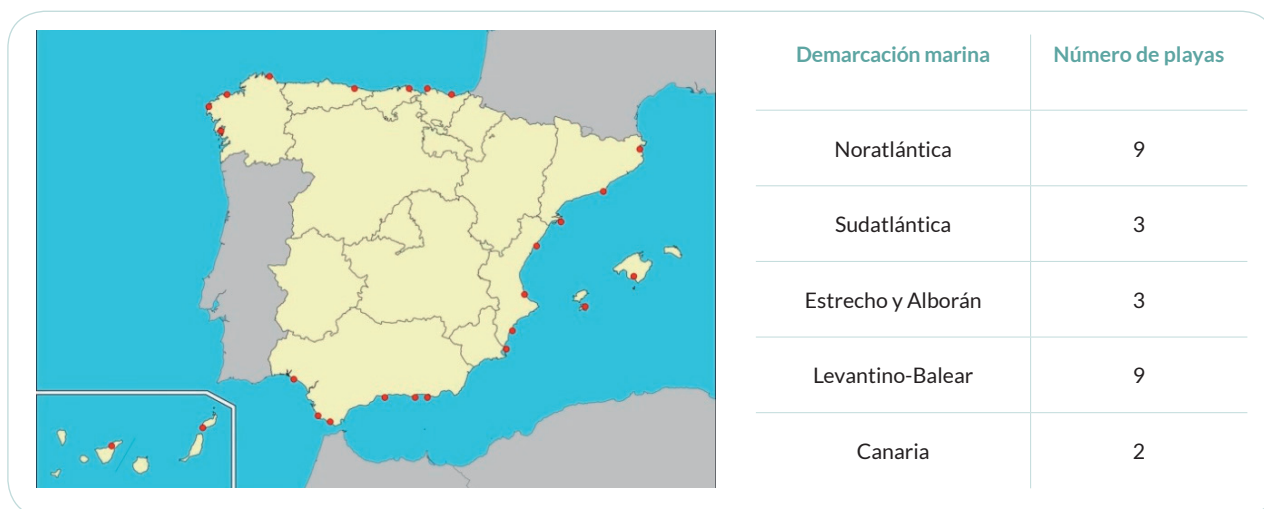 Demarcación marina Número de playas
Noratlántica 9
Sudatlántica 3
Estrecho y Alborán 3
Levantino-Balear 9
Canaria 2